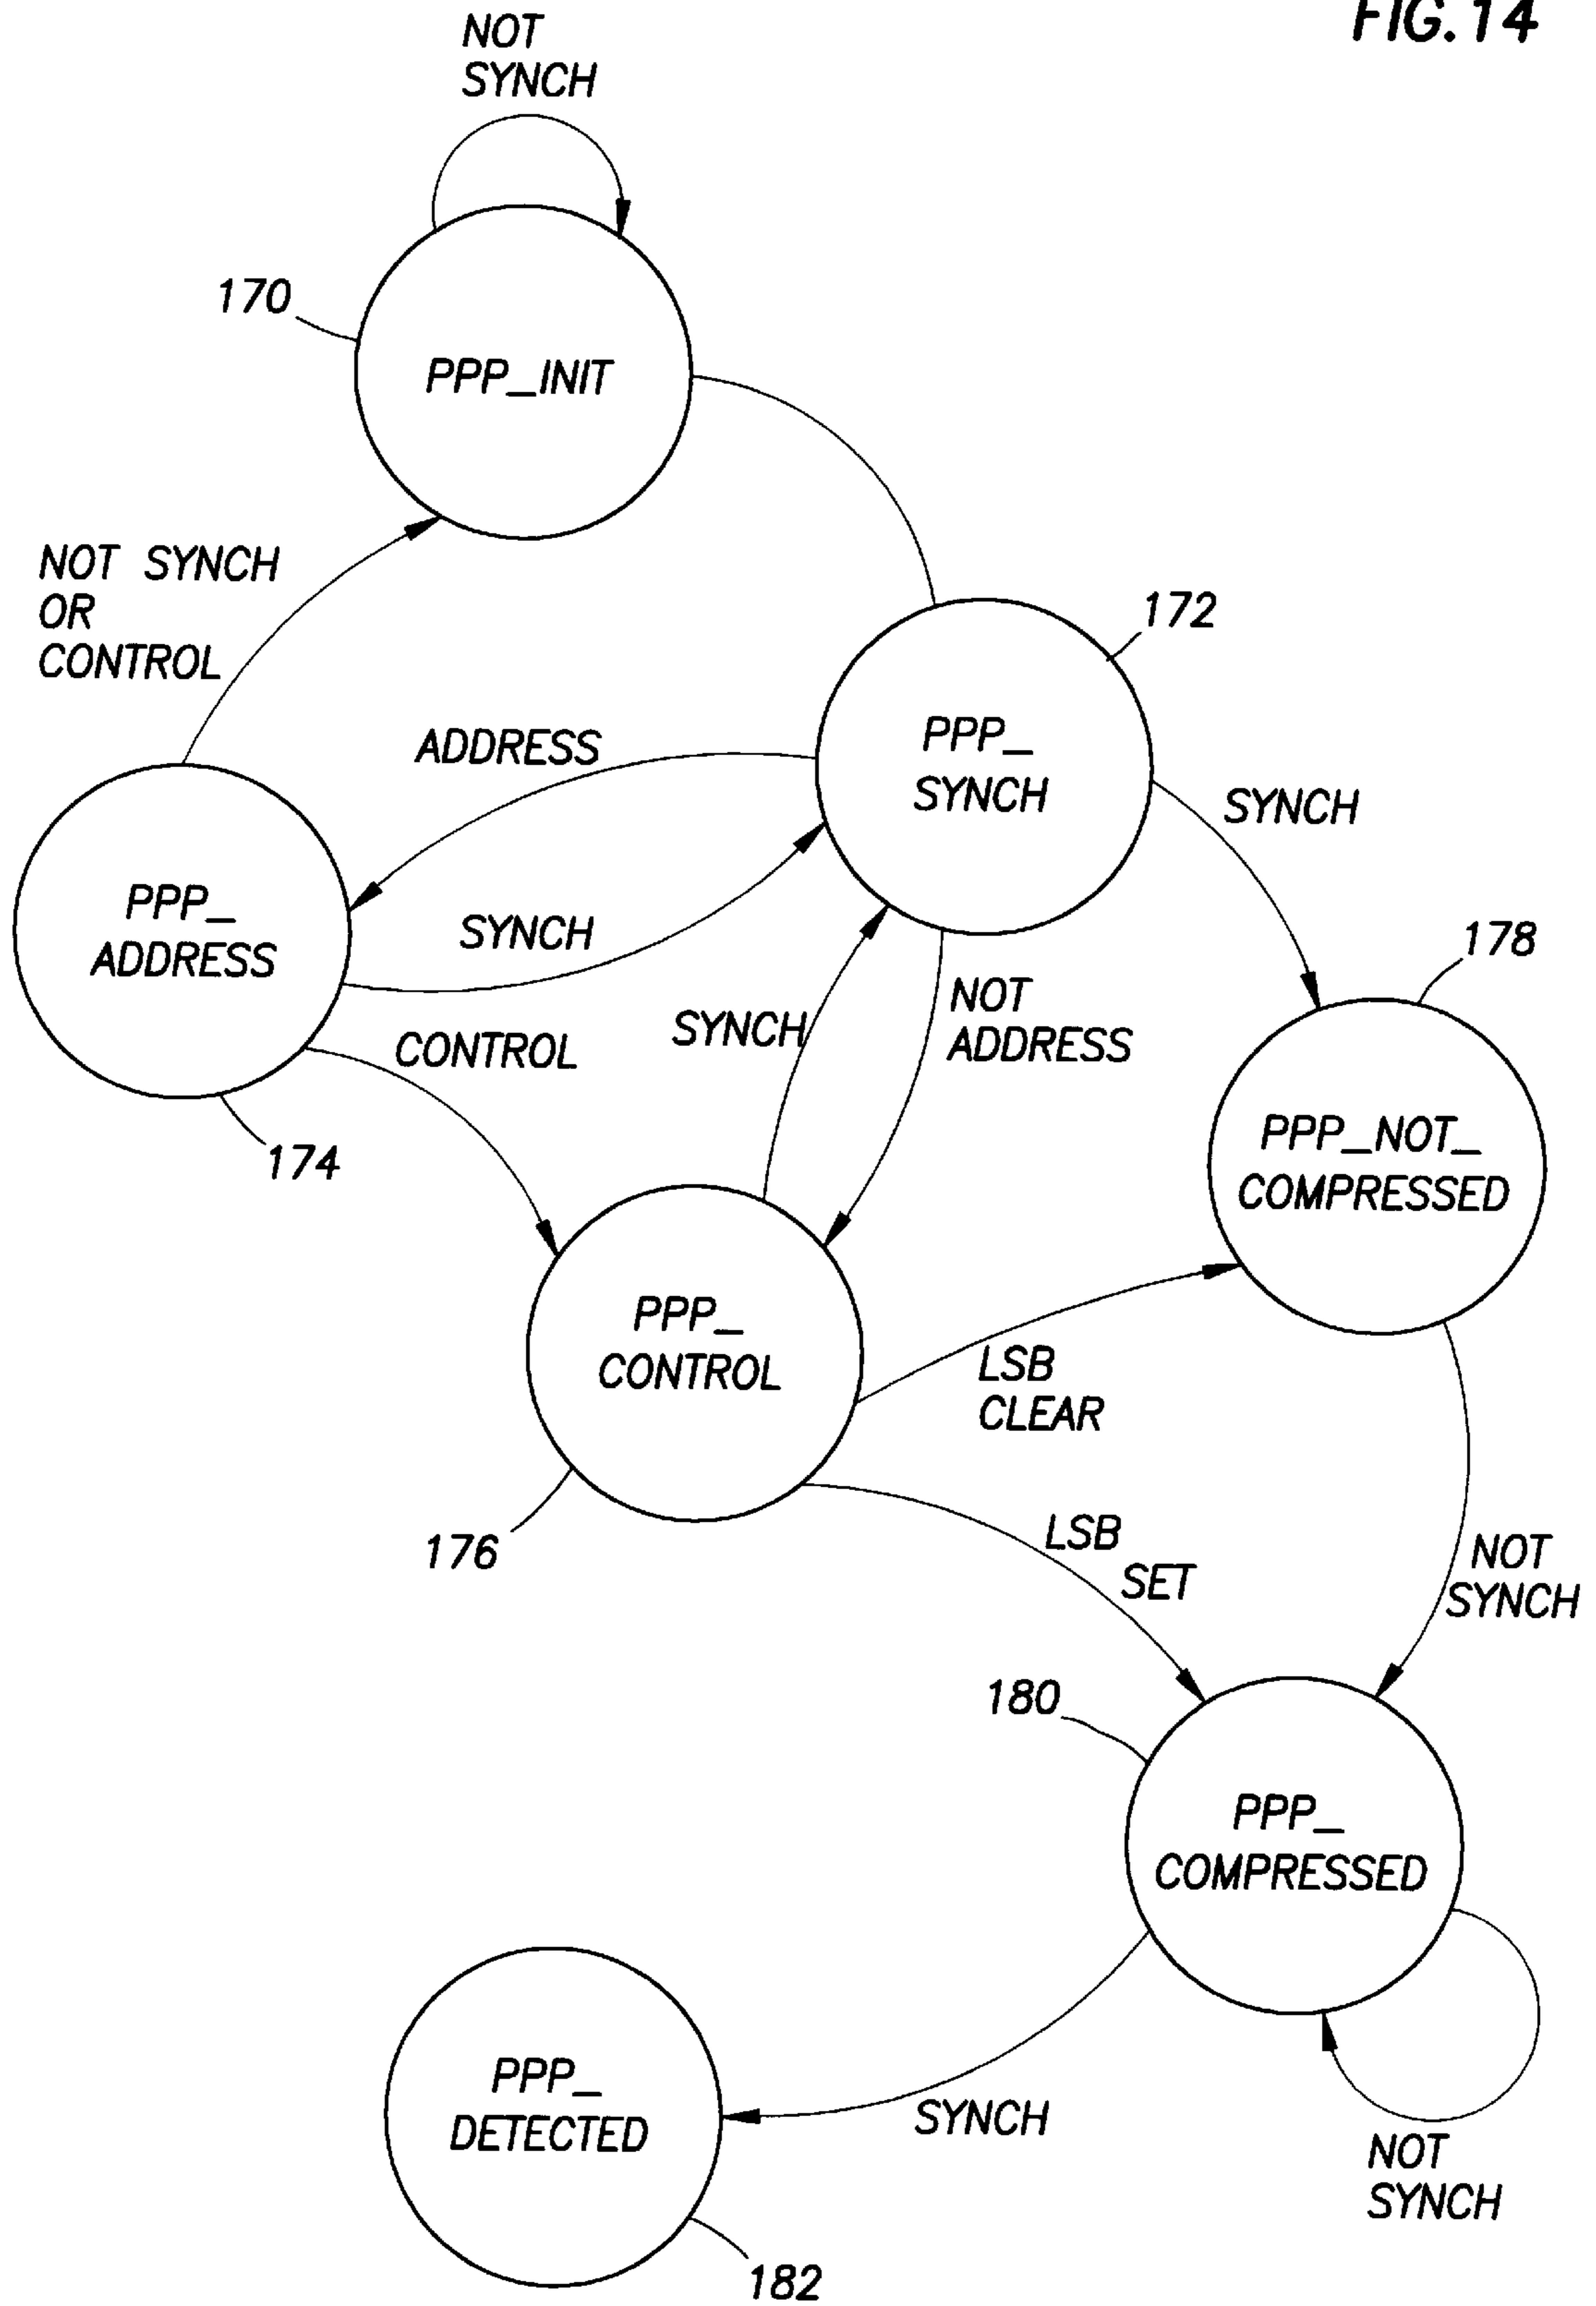 FIG. 14
NOT
SYNCH
170
PPP_INIT
NOT SYNCH
OR
CONTROL
172
PPP_
SYNCH
ADDRESS
SYNCH
PPP_
ADDRESS
SYNCH
178
NOT
ADDRESS
SYNCH
CONTROL
174
PPP_NOT_
COMPRESSED
PPP_
CONTROL
LSB
CLEAR
176
LSB
SET
NOT
SYNCH
180
PPP_
COMPRESSED
PPP_
DETECTED
SYNCH
NOT
SYNCH
182